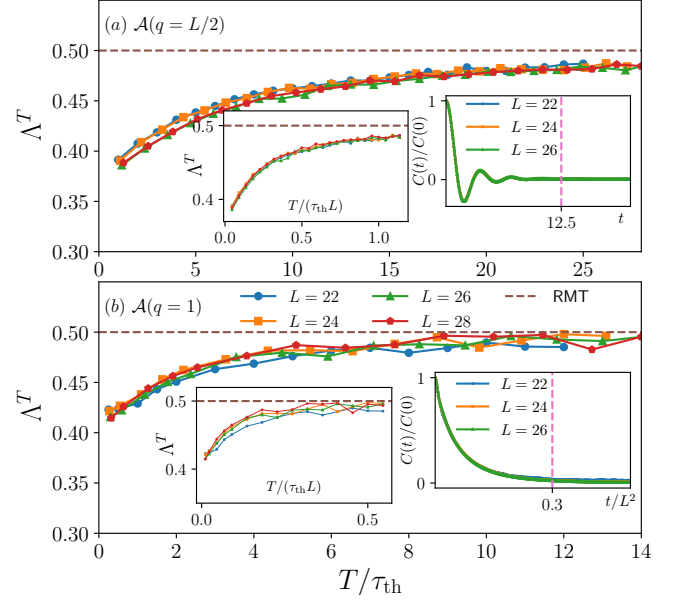 (a) A(q = L/2)
0.50
0.45
0.40
0.35
0.30
Λ^T
0 5 10 15 20 25
0.5
0.4
Λ^T
T/(τ_th L)
0.0 0.5 1.0
1
0
C(t)/C(0)
L = 22
L = 24
L = 26
12.5
t
(b) A(q = 1)
L = 22 L = 26 RMT
L = 24 L = 28
0.50
0.45
0.40
0.35
0.30
Λ^T
0.5
0.4
Λ^T
T/(τ_th L)
0.0 0.5
1
0
C(t)/C(0)
L = 22
L = 24
L = 26
0.3
t/L^2
0 2 4 6 8 10 12 14
T/τ_th